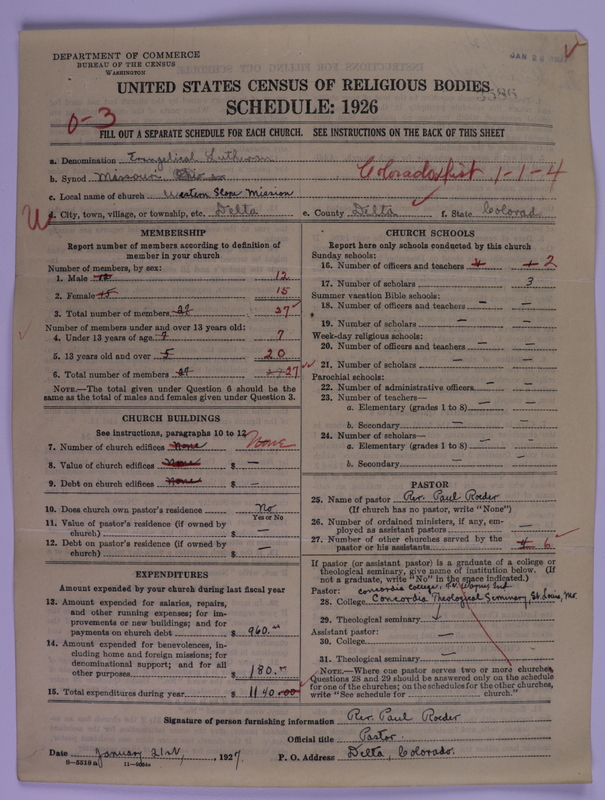 DEPARTMENT OF COMMERCE
BUREAU OF THE CENSUS
WASHINGTON
UNITED STATES CENSUS OF RELIGIOUS BODIES
SCHEDULE: 1926
0-3
FILL OUT A SEPARATE SCHEDULE FOR EACH CHURCH. SEE INSTRUCTIONS ON THE BACK OF THIS SHEET
a. Denomination Evangelical Lutheran
b. Synod Missouri Ohio Colorado Dist 1-1-4
c. Local name of church Western Slope Mission
d. City, town, village, or township, etc. Delta e. County Delta f. State Colorad
MEMBERSHIP
Report number of members according to definition of
member in your church
Number of members, by sex:
1. Male 12 12
2. Female 15 15
3. Total number of members 27 27
Number of members under and over 13 years old:
4. Under 13 years of age 7 7
5. 13 years old and over 20
6. Total number of members 27 27
NOTE.—The total given under Question 6 should be the
same as the total of males and females given under Question 3.
CHURCH BUILDINGS
See instructions, paragraphs 10 to 12
7. Number of church edifices None None
8. Value of church edifices None $ —
9. Debt on church edifices None $ —
10. Does church own pastor's residence No
Yes or No
11. Value of pastor's residence (if owned by
church) $ —
12. Debt on pastor's residence (if owned by
church) $ —
EXPENDITURES
Amount expended by your church during last fiscal year
13. Amount expended for salaries, repairs,
and other running expenses; for im-
provements or new buildings; and for
payments on church debt $ 960.00
14. Amount expended for benevolences, in-
cluding home and foreign missions; for
denominational support; and for all
other purposes $ 180.00
15. Total expenditures during year $ 1140.00
CHURCH SCHOOLS
Report here only schools conducted by this church
Sunday schools:
16. Number of officers and teachers 2
17. Number of scholars 3
Summer vacation Bible schools:
18. Number of officers and teachers — —
19. Number of scholars — —
Week-day religious schools:
20. Number of officers and teachers — —
21. Number of scholars — —
Parochial schools:
22. Number of administrative officers — —
23. Number of teachers—
a. Elementary (grades 1 to 8) — —
b. Secondary — —
24. Number of scholars—
a. Elementary (grades 1 to 8) — —
b. Secondary — —
PASTOR
25. Name of pastor Rev. Paul Roeder
(If church has no pastor, write "None")
26. Number of ordained ministers, if any, em-
ployed as assistant pastors —
27. Number of other churches served by the
pastor or his assistants 6
If pastor (or assistant pastor) is a graduate of a college or
theological seminary, give name of institution below. (If
not a graduate, write "No" in the space indicated.)
Pastor: Concordia College, Ft. Wayne, Ind.
28. College Concordia Theological Seminary, St. Louis, Mo.
29. Theological seminary
Assistant pastor:
30. College —
31. Theological seminary —
NOTE.—Where one pastor serves two or more churches,
Questions 28 and 29 should be answered only on the schedule
for one of the churches; on the schedules for the other churches,
write "See schedule for ............ church."
Signature of person furnishing information Rev. Paul Roeder
Official title Pastor.
Date January 21st, 1927 P. O. Address Delta, Colorado.